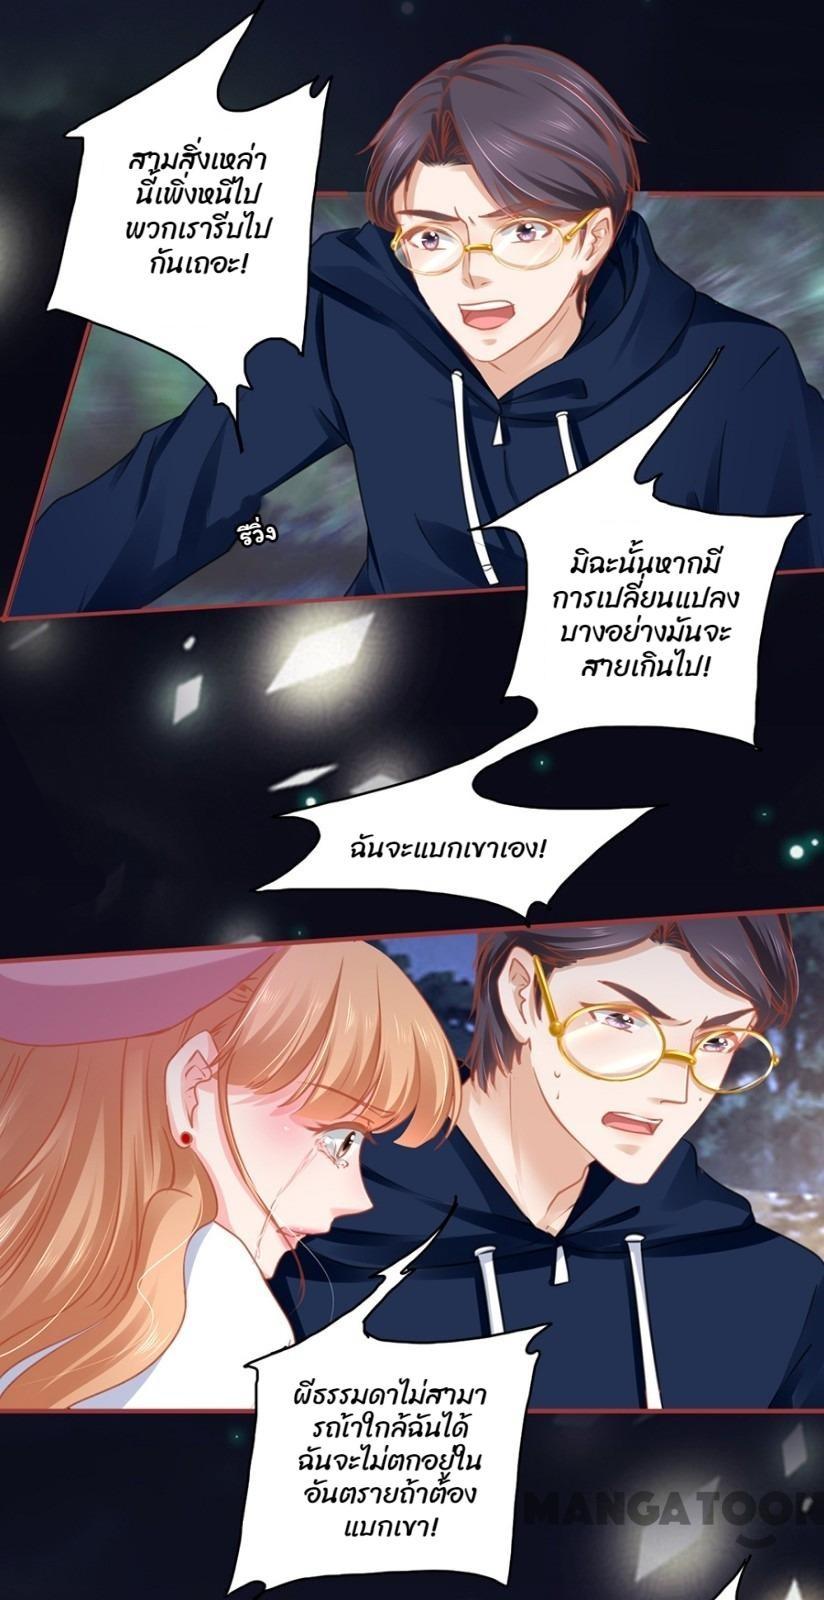 สามสิ่งเหล่า
นี้เพิ่งหนีไป
พวกเรารีบไป
กันเถอะ!
รีวิ่ง
มิฉะนั้นหากมี
การเปลี่ยนแปลง
บางอย่างมันจะ
สายเกินไป!
ฉันจะแบกเขาเอง!
ผีธรรมดาไม่สามา
รถเ้าใกล้ฉันได้
ฉันจะไม่ตกอยู่ใน
อันตรายถ้าต้อง
แบกเขา!
MANGATOON